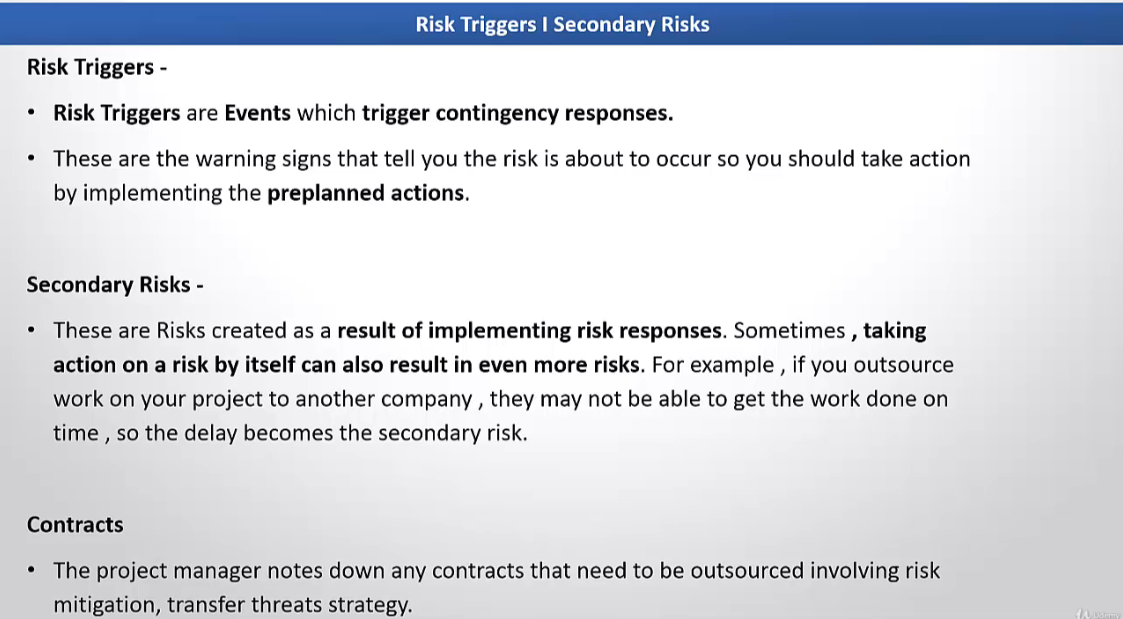 Risk Triggers I Secondary Risks
Risk Triggers -
• Risk Triggers are Events which trigger contingency responses.
• These are the warning signs that tell you the risk is about to occur so you should take action
by implementing the preplanned actions.
Secondary Risks -
• These are Risks created as a result of implementing risk responses. Sometimes , taking
action on a risk by itself can also result in even more risks. For example , if you outsource
work on your project to another company , they may not be able to get the work done on
time , so the delay becomes the secondary risk.
Contracts
• The project manager notes down any contracts that need to be outsourced involving risk
mitigation, transfer threats strategy.
Udemy